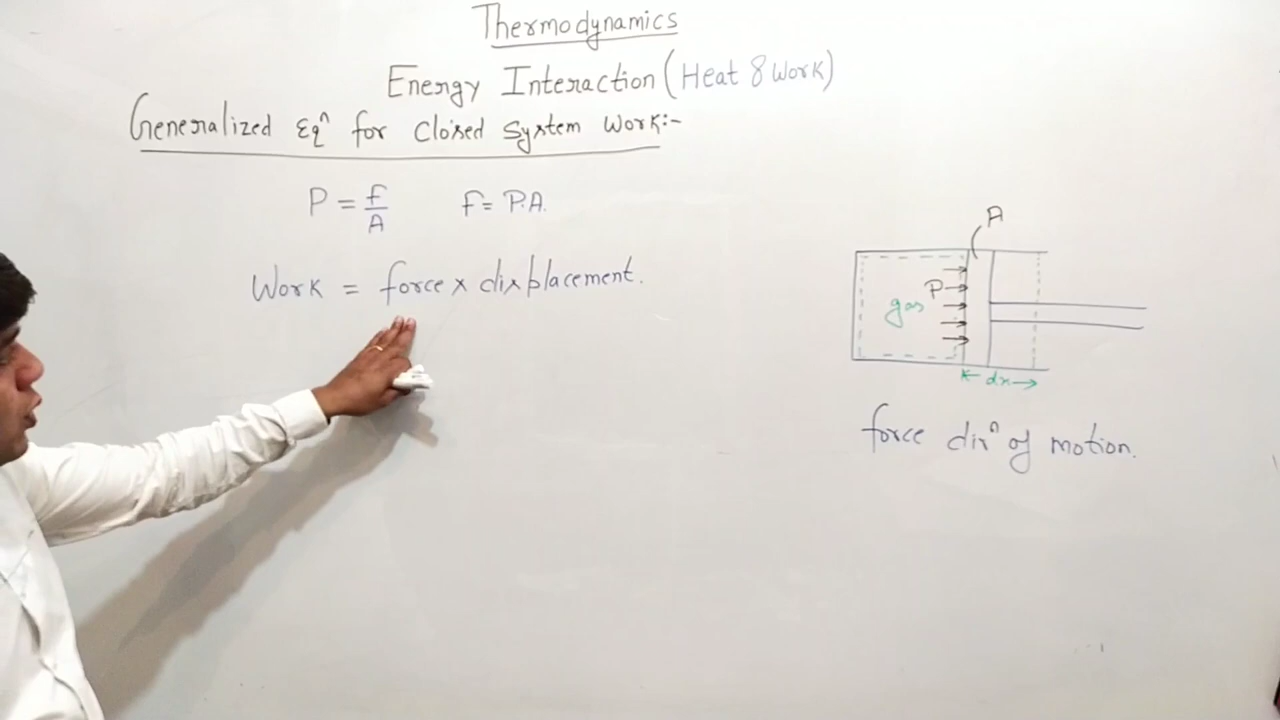 Thermodynamics
Energy Interaction (Heat & Work)
Generalized Eqⁿ for Closed System Work:-
P = f/A   f = P.A.
Work = force × displacement.
A
P
gas
dx
force dirⁿ of motion.